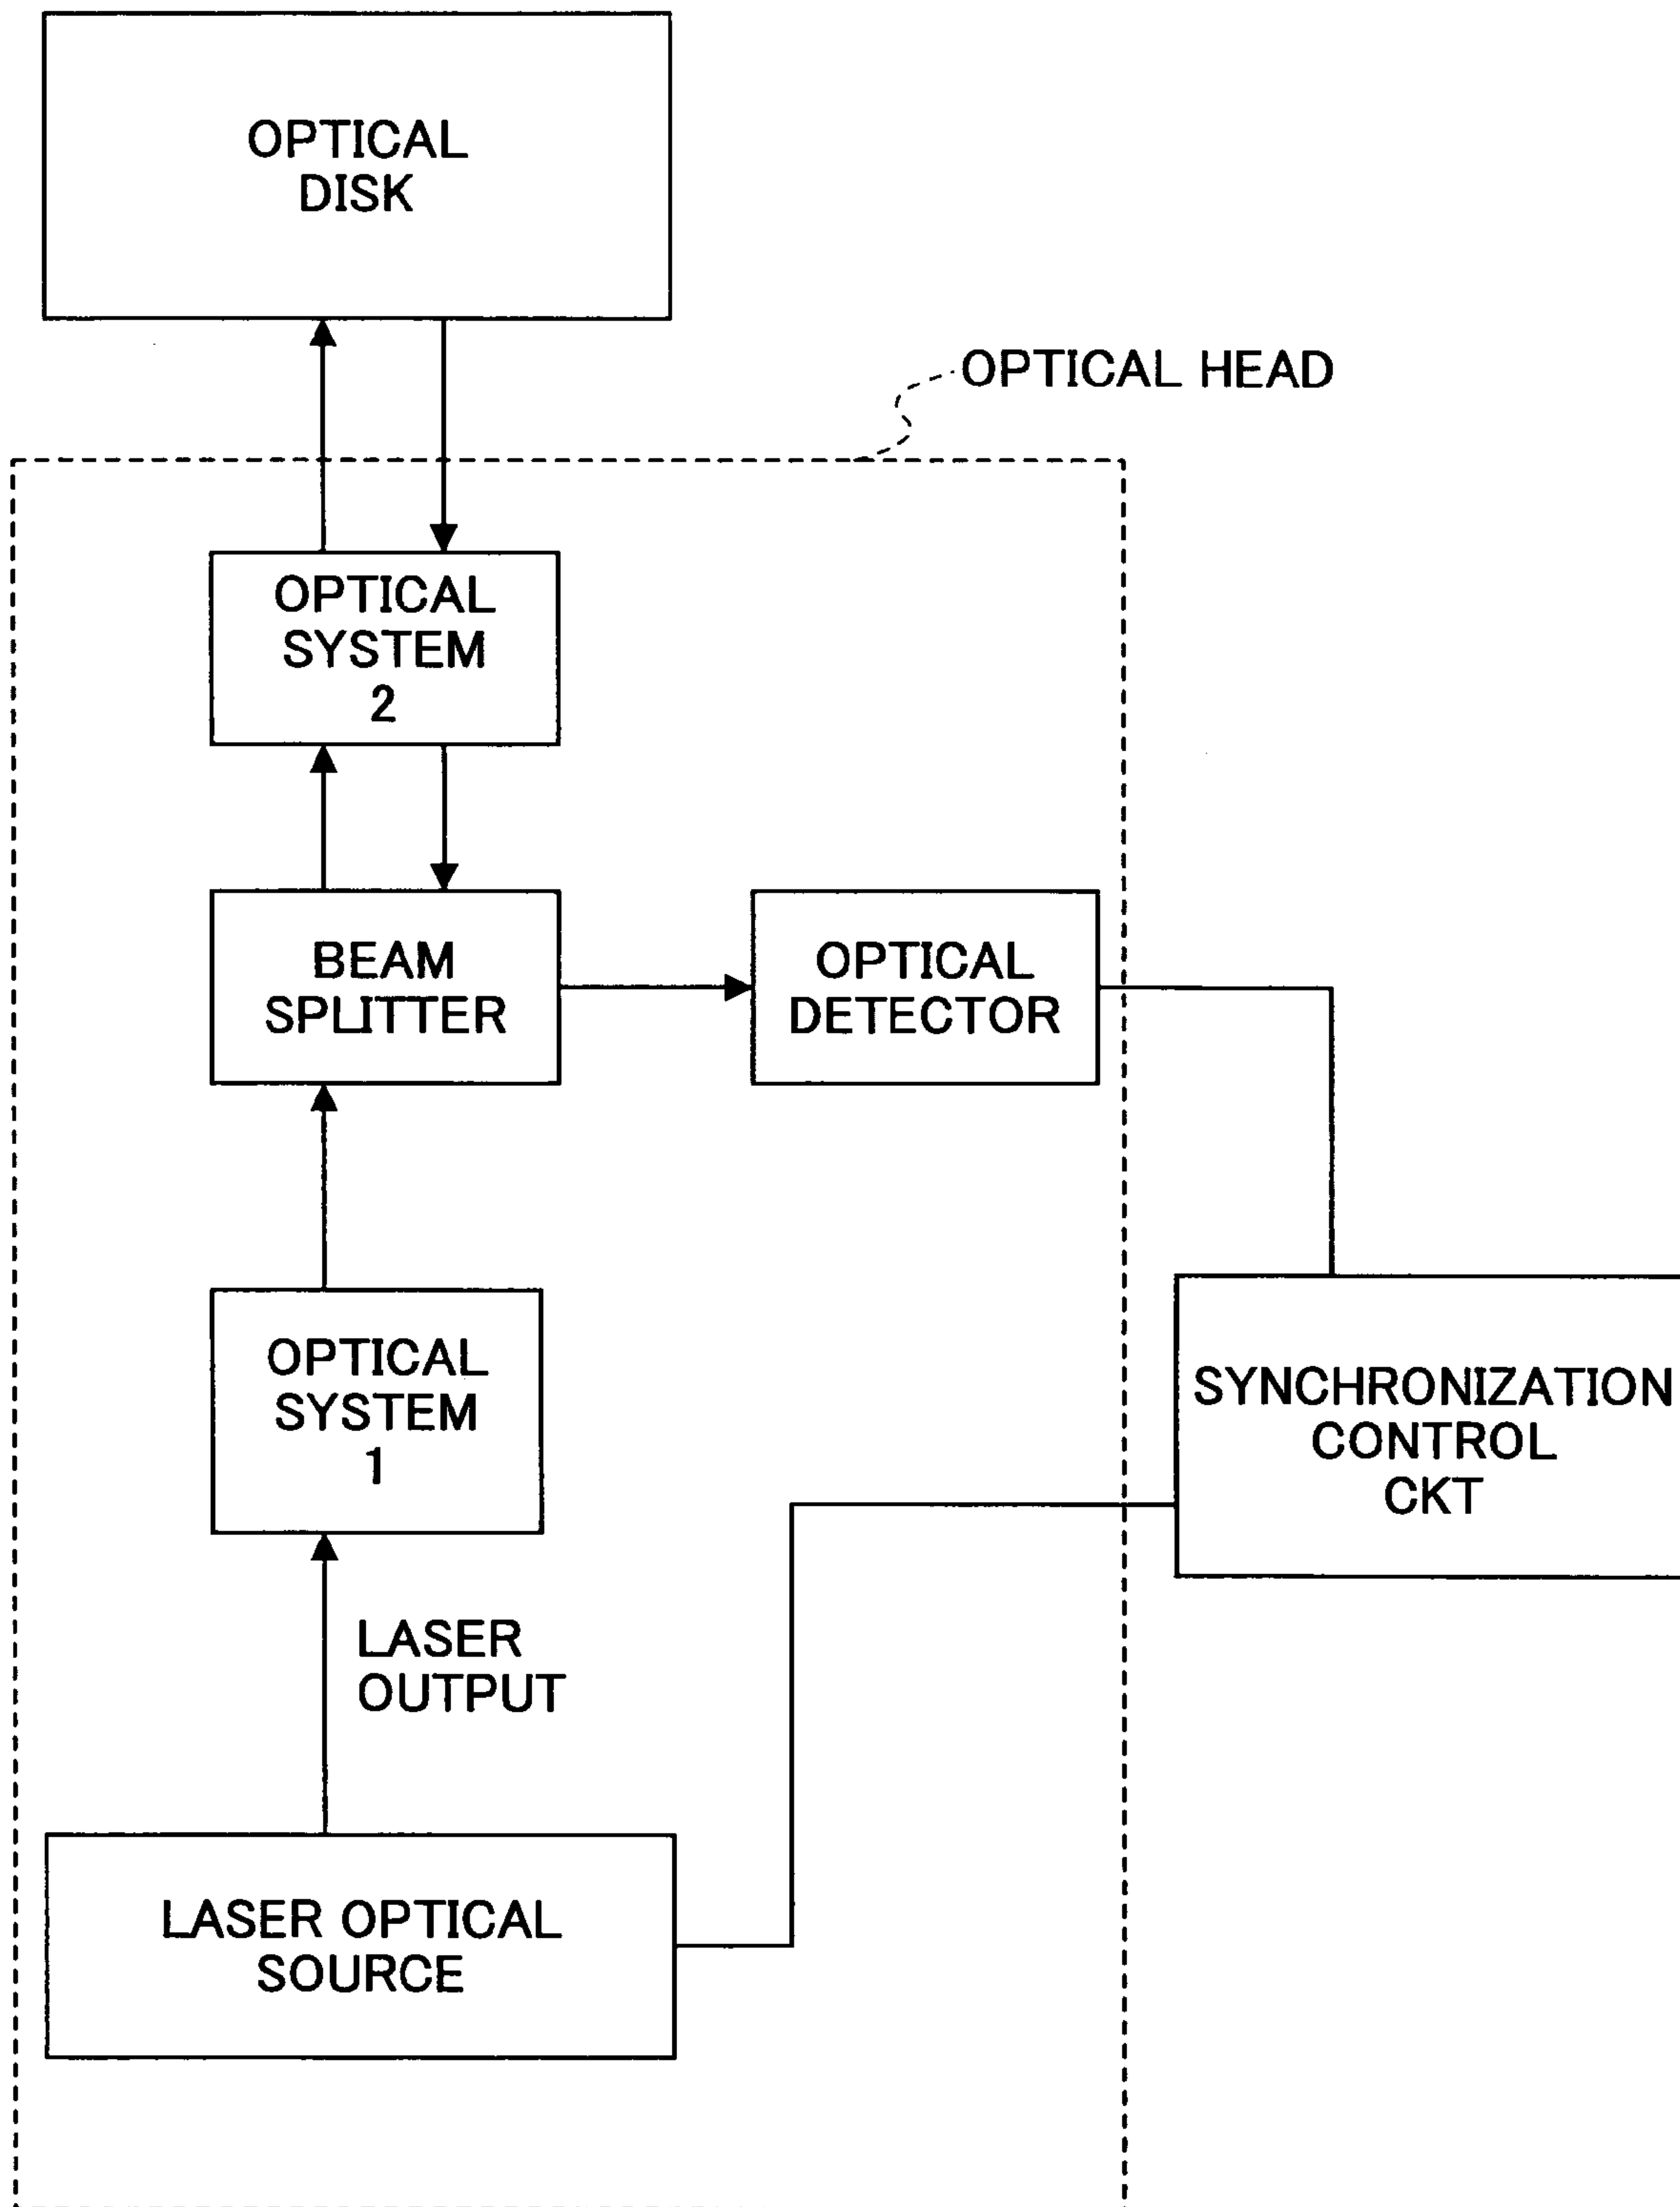 OPTICAL
DISK
OPTICAL HEAD
OPTICAL
SYSTEM
2
BEAM
SPLITTER
OPTICAL
DETECTOR
OPTICAL
SYSTEM
1
SYNCHRONIZATION
CONTROL
CKT
LASER
OUTPUT
LASER OPTICAL
SOURCE